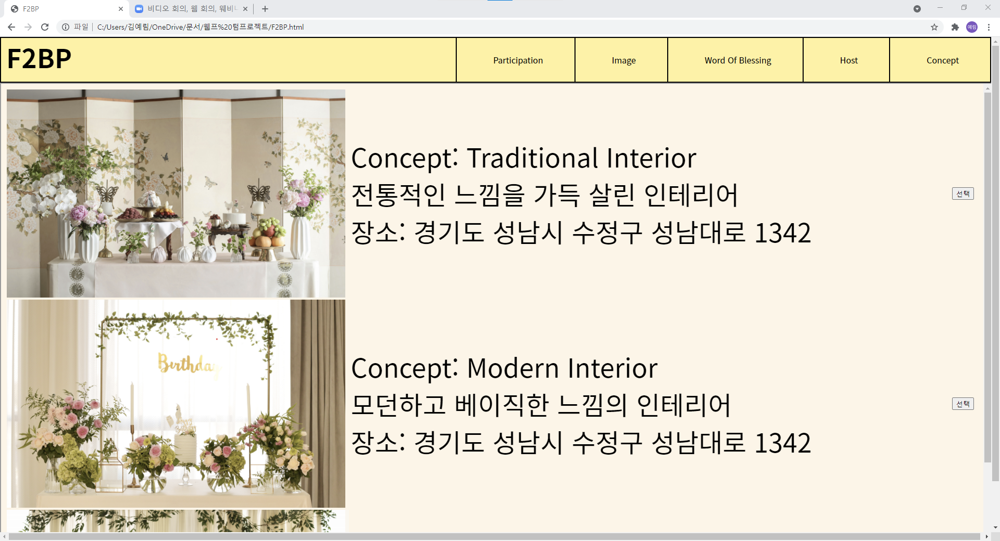 F2BP
비디오 회의, 웹 회의, 웨비
파일
C:/Users/김예림/OneDrive/문서/웹프%20텀프로젝트/F2BP.html
예림
F2BP
Participation
Image
Word Of Blessing
Host
Concept
Concept: Traditional Interior
전통적인 느낌을 가득 살린 인테리어
장소: 경기도 성남시 수정구 성남대로 1342
선택
Birthday
Happy
Birthday
Concept: Modern Interior
모던하고 베이직한 느낌의 인테리어
장소: 경기도 성남시 수정구 성남대로 1342
선택